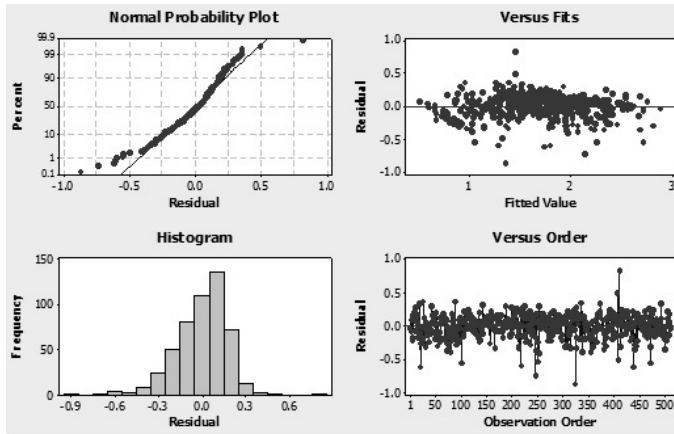 Normal Probability Plot
99.9
99
90
50
10
1
0.1
Percent
-1.0 -0.5 0.0 0.5 1.0
Residual
Versus Fits
1.0
0.5
0.0
-0.5
-1.0
Residual
1 2 3
Fitted Value
Histogram
150
100
50
0
Frequency
-0.9 -0.6 -0.3 0.0 0.3 0.6
Residual
Versus Order
1.0
0.5
0.0
-0.5
-1.0
Residual
1 50 100 150 200 250 300 350 400 450 500
Observation Order